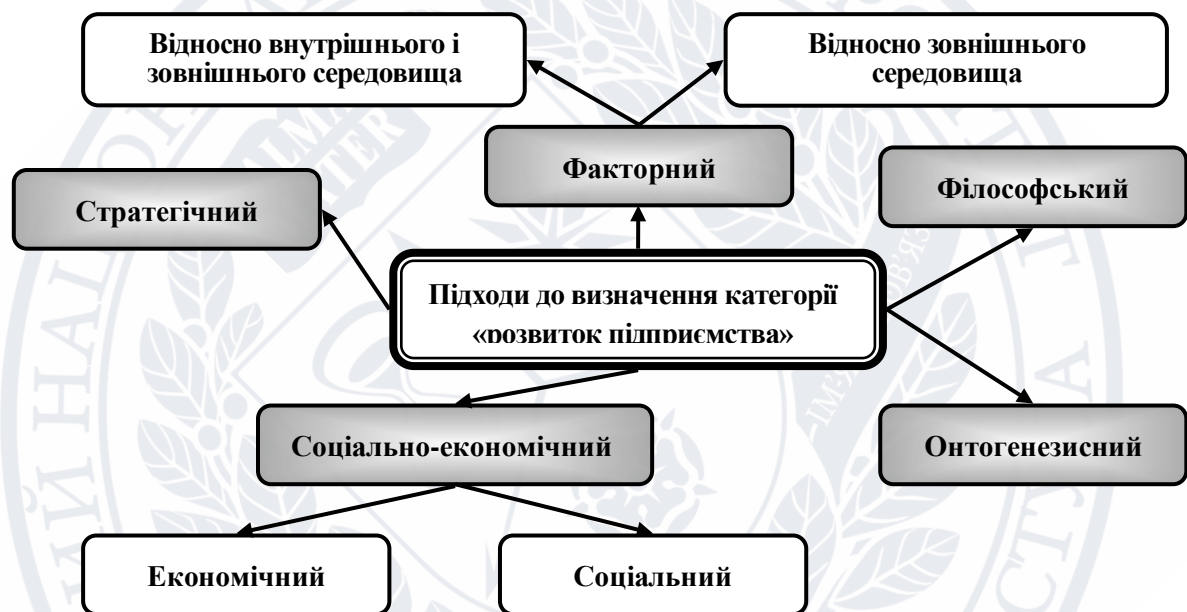 Відносно внутрішнього і
зовнішнього середовища
Відносно зовнішнього
середовища
Факторний
Філософський
Стратегічний
Підходи до визначення категорії
«розвиток підприємства»
Соціально-економічний
Онтогенезисний
Економічний
Соціальний